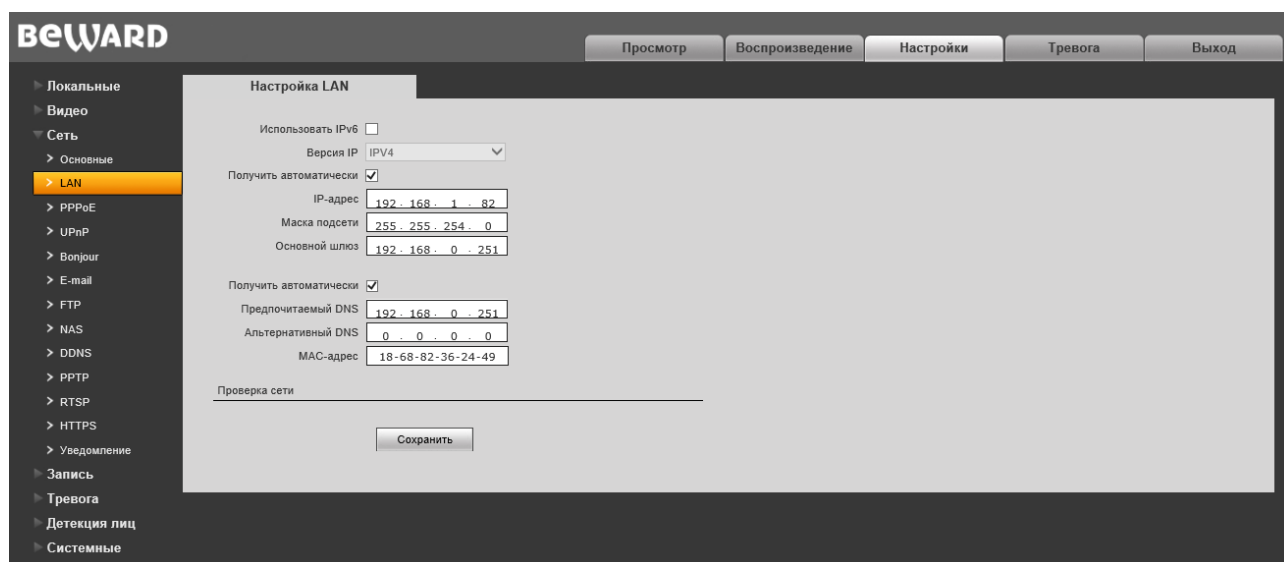 BEWARD
Просмотр
Воспроизведение
Настройки
Тревога
Выход
Локальные
Видео
Сеть
Основные
LAN
PPPoE
UPnP
Bonjour
E-mail
FTP
NAS
DDNS
PPTP
RTSP
HTTPS
Уведомление
Запись
Тревога
Детекция лиц
Системные
Настройка LAN
Использовать IPv6
Версия IP IPV4
Получить автоматически
IP-адрес 192 . 168 . 1 . 82
Маска подсети 255 . 255 . 254 . 0
Основной шлюз 192 . 168 . 0 . 251
Получить автоматически
Предпочитаемый DNS 192 . 168 . 0 . 251
Альтернативный DNS 0 . 0 . 0 . 0
MAC-адрес 18-68-82-36-24-49
Проверка сети
Сохранить